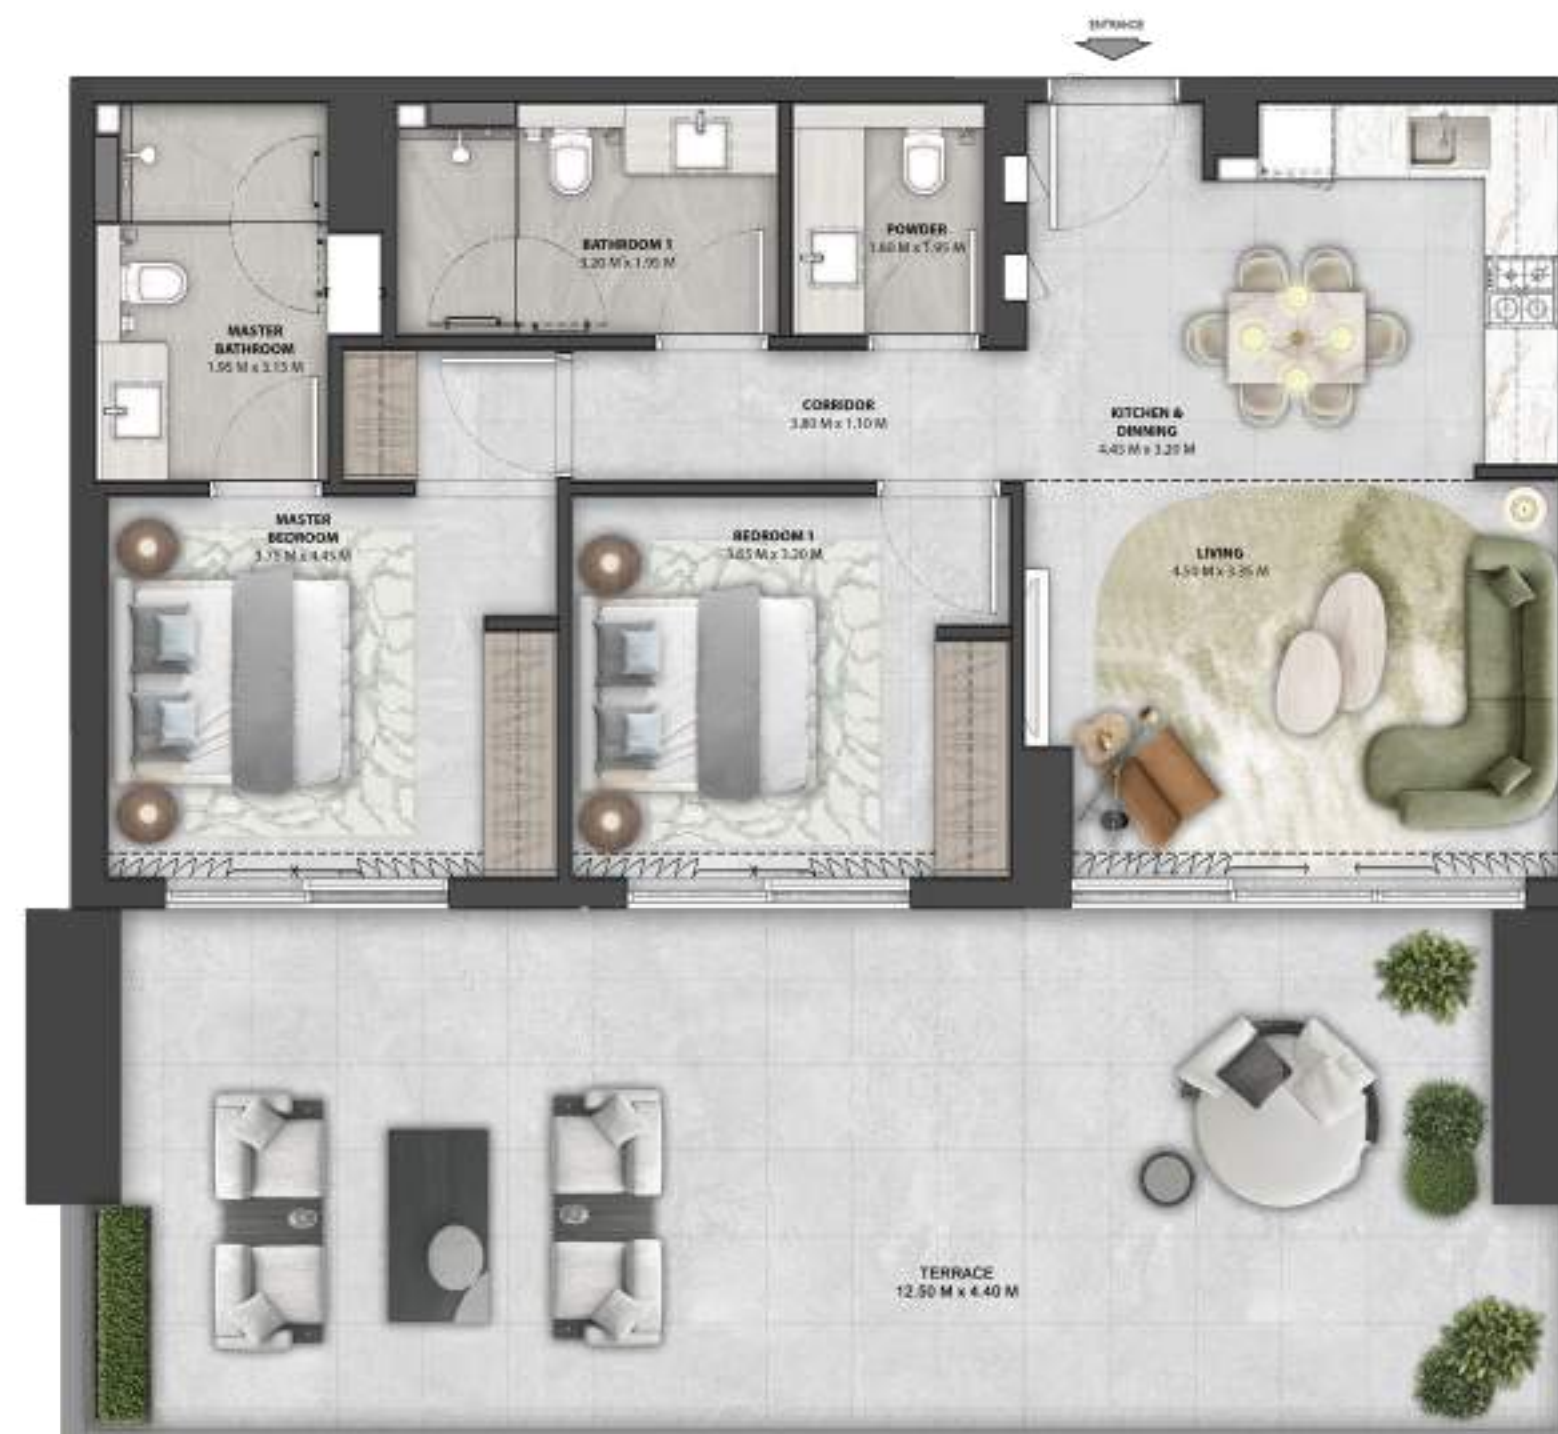 ENTRANCE
POWDER
1.60 M x 1.95 M
BATHROOM 1
3.20 M x 1.95 M
MASTER
BATHROOM
1.95 M x 3.15 M
CORRIDOR
3.80 M x 1.10 M
KITCHEN &
DINNING
4.45 M x 3.20 M
MASTER
BEDROOM
3.75 M x 4.45 M
BEDROOM 1
3.65 M x 3.20 M
LIVING
4.50 M x 3.35 M
TERRACE
12.50 M x 4.40 M